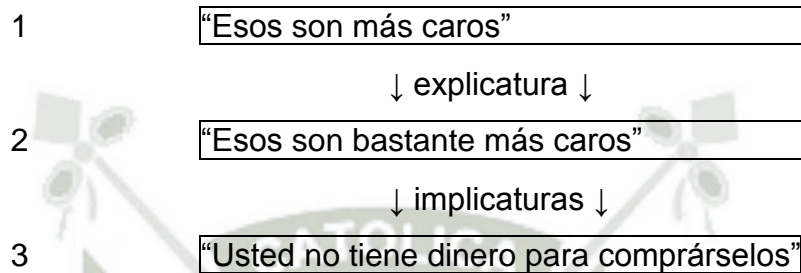 1 “Esos son más caros”
↓ explicatura ↓
2 “Esos son bastante más caros”
↓ implicaturas ↓
CATOLICA
3 “Usted no tiene dinero para comprárselos”